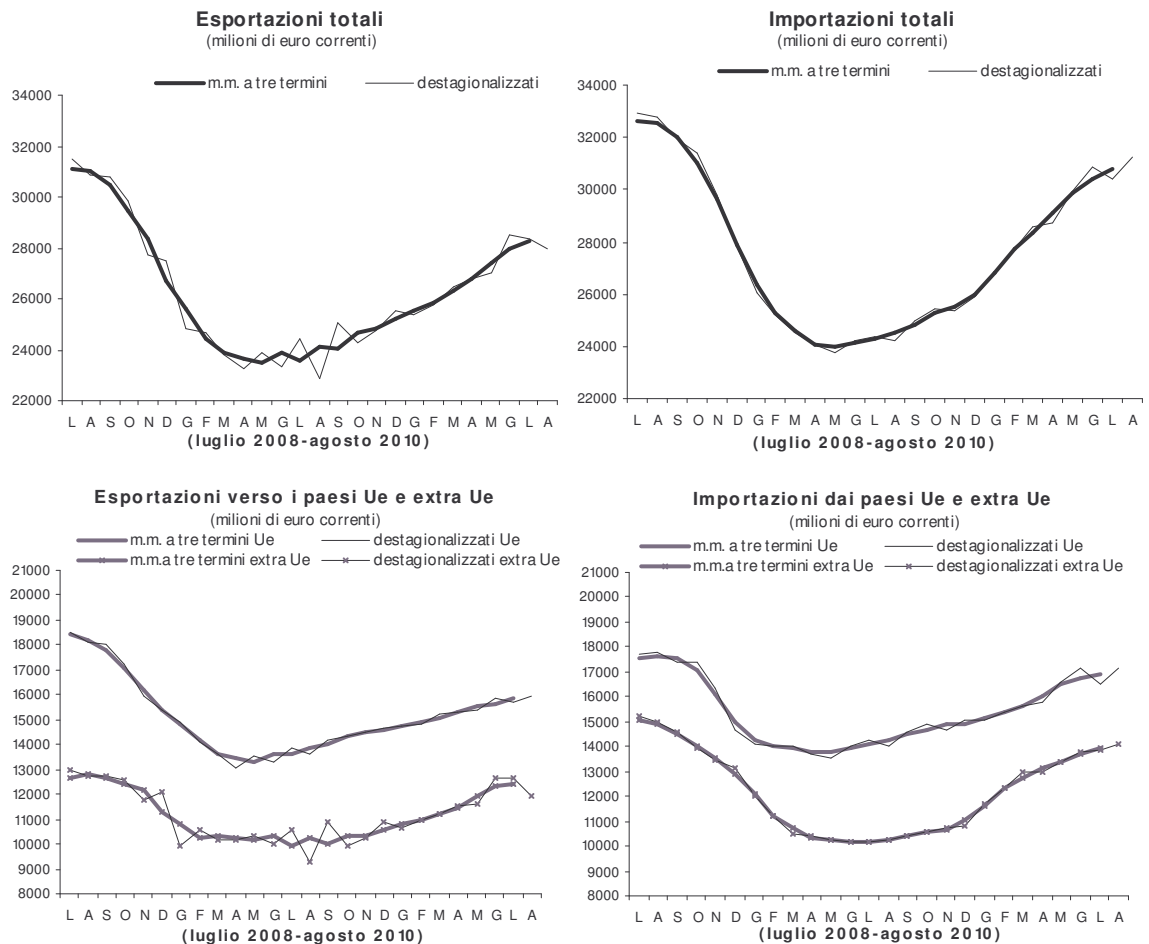 Esportazioni totali
(milioni di euro correnti)
m.m. a tre termini
destagionalizzati
34000
32000
30000
28000
26000
24000
22000
L A S O N D G F M A M G L A S O N D G F M A M G L A
(luglio 2008-agosto 2010)
Importazioni totali
(milioni di euro correnti)
m.m. a tre termini
destagionalizzati
34000
32000
30000
28000
26000
24000
22000
L A S O N D G F M A M G L A S O N D G F M A M G L A
(luglio 2008-agosto 2010)
Esportazioni verso i paesi Ue e extra Ue
(milioni di euro correnti)
m.m. a tre termini Ue
destagionalizzati Ue
m.m.a tre termini extra Ue
destagionalizzati extra Ue
21000
20000
19000
18000
17000
16000
15000
14000
13000
12000
11000
10000
9000
8000
L A S O N D G F M A M G L A S O N D G F M A M G L A
(luglio 2008-agosto 2010)
Importazioni dai paesi Ue e extra Ue
(milioni di euro correnti)
m.m. a tre termini Ue
destagionalizzati Ue
m.m.a tre termini extra Ue
destagionalizzati extra Ue
21000
20000
19000
18000
17000
16000
15000
14000
13000
12000
11000
10000
9000
8000
L A S O N D G F M A M G L A S O N D G F M A M G L A
(luglio 2008-agosto 2010)